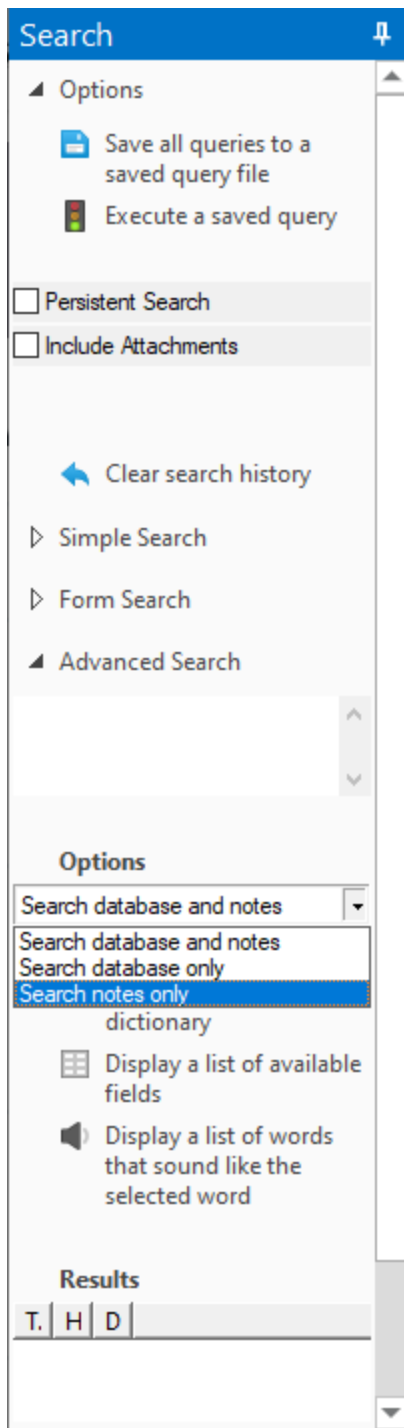 Search
Options
Save all queries to a
saved query file
Execute a saved query
Persistent Search
Include Attachments
Clear search history
Simple Search
Form Search
Advanced Search
Options
Search database and notes
Search database and notes
Search database only
Search notes only
dictionary
Display a list of available
fields
Display a list of words
that sound like the
selected word
Results
T. H D